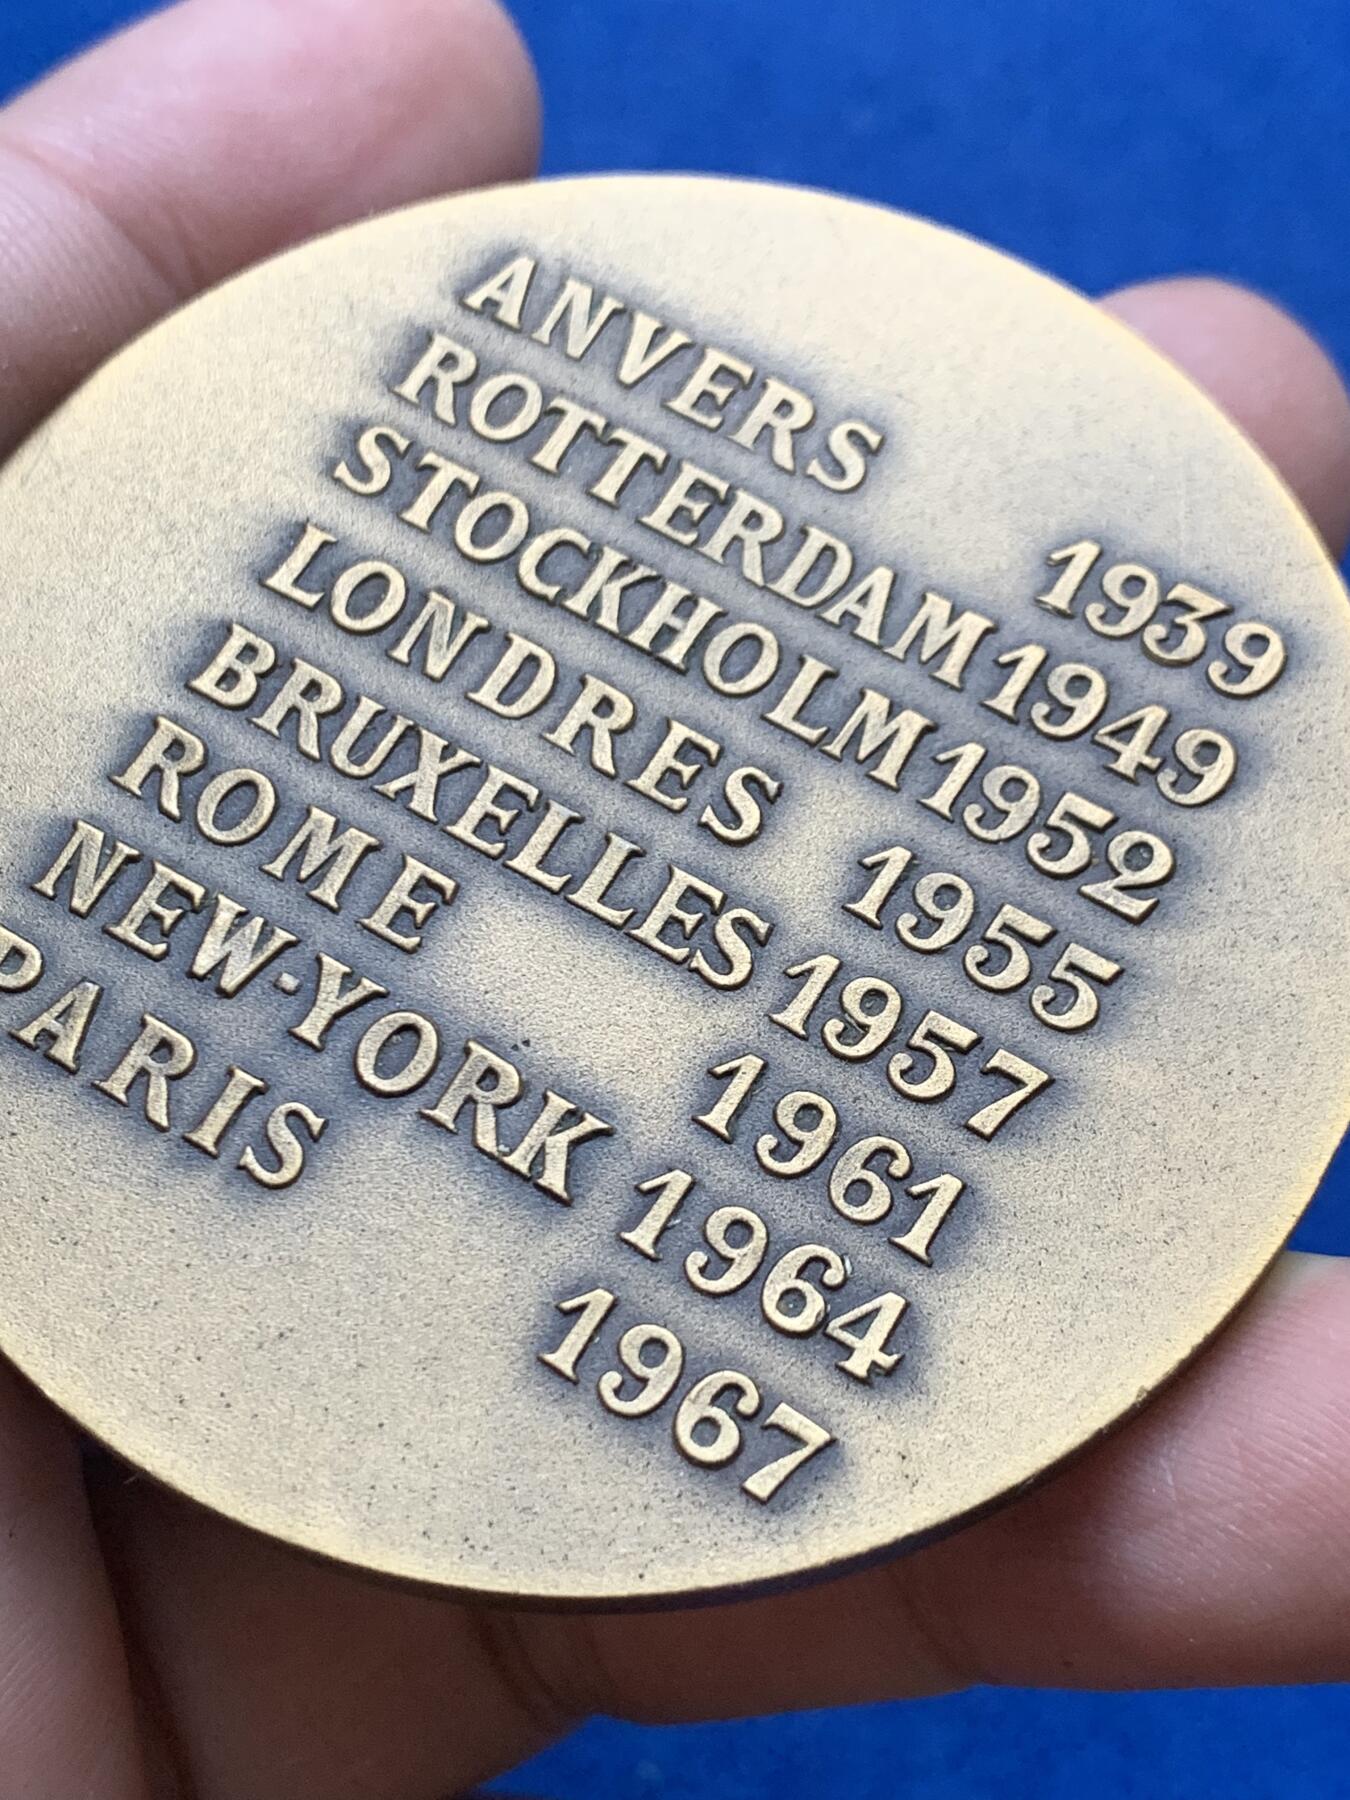 ANVERS 1939
ROTTERDAM 1949
STOCKHOLM 1952
LONDRES 1955
BRUXELLES 1957
ROME 1961
NEW-YORK 1964
PARIS 1967